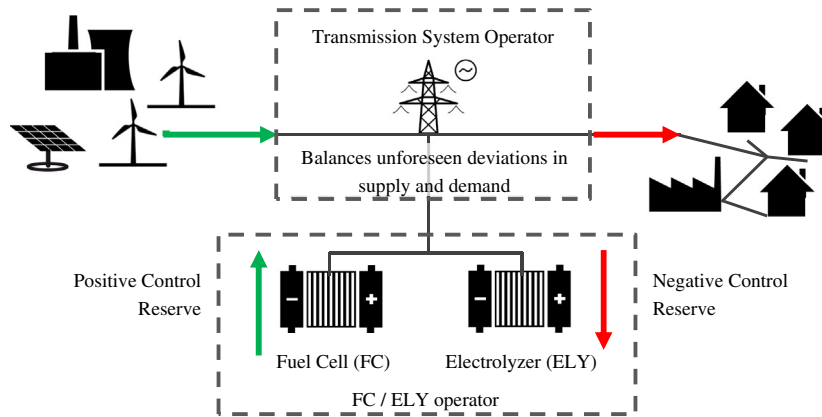 Transmission System Operator
Balances unforeseen deviations in
supply and demand
Positive Control
Reserve
Negative Control
Reserve
Fuel Cell (FC)
Electrolyzer (ELY)
FC / ELY operator